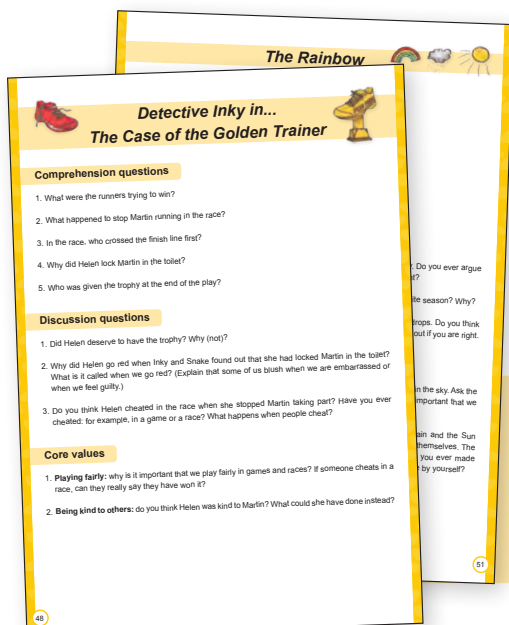 The Rainbow
Detective Inky in...
The Case of the Golden Trainer
Comprehension questions
1. What were the runners trying to win?
2. What happened to stop Martin running in the race?
3. In the race, who crossed the finish line first?
4. Why did Helen lock Martin in the toilet?
5. Who was given the trophy at the end of the play?
Discussion questions
1. Did Helen deserve to have the trophy? Why (not)?
2. Why did Helen go red when Inky and Snake found out that she had locked Martin in the toilet?
What is it called when we go red? (Explain that some of us blush when we are embarrassed or
when we feel guilty.)
3. Do you think Helen cheated in the race when she stopped Martin taking part? Have you ever
cheated: for example, in a game or a race? What happens when people cheat?
Core values
1. Playing fairly: why is it important that we play fairly in games and races? If someone cheats in a
race, can they really say they have won it?
2. Being kind to others: do you think Helen was kind to Martin? What could she have done instead?
48
Do you ever argue
season? Why?
drops. Do you think
out if you are right.
in the sky. Ask the
important that we
ain and the Sun
themselves. The
you ever made
by yourself?
51